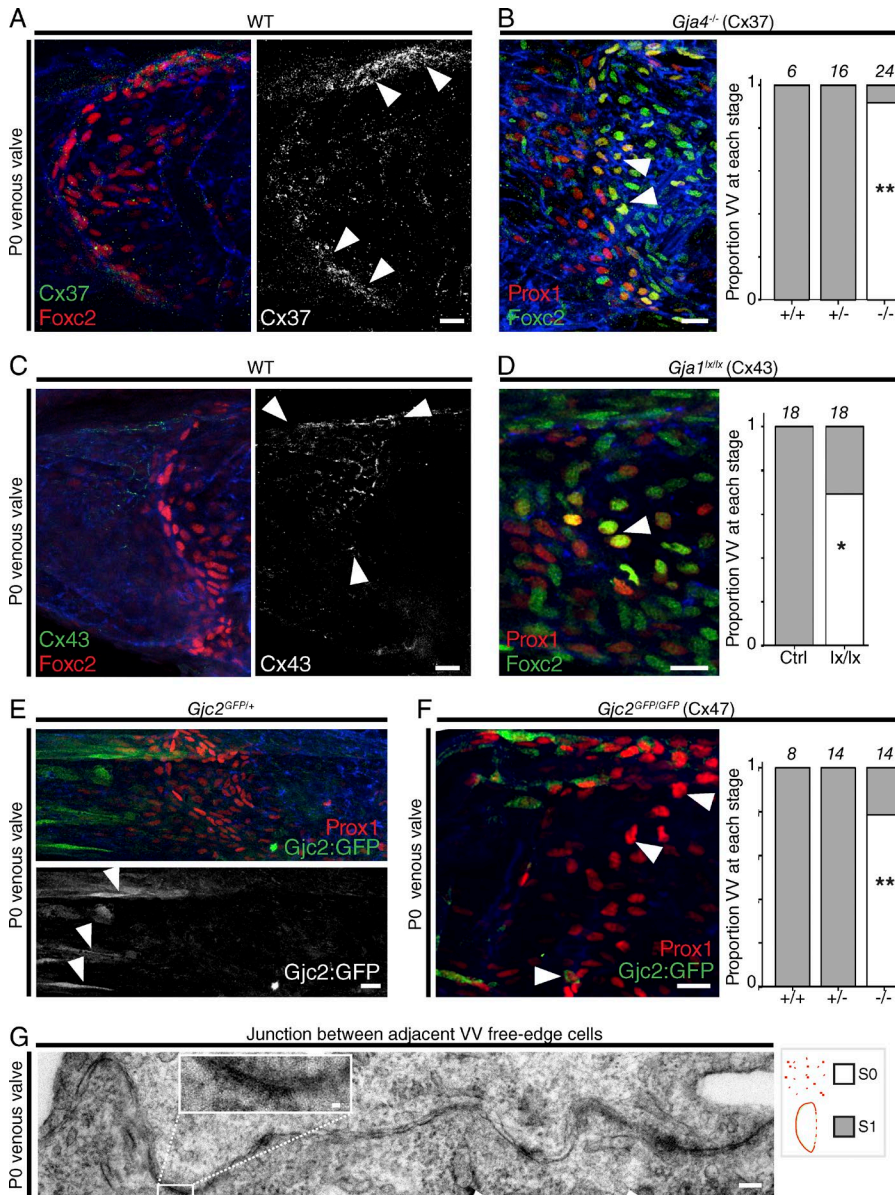 A
WT
P0 venous valve
Cx37
Foxc2
Cx37
B
Gja4-/- (Cx37)
Prox1
Foxc2
Proportion VV at each stage
6 16 24
1
0
**
+/+ +/- -/-
C
WT
P0 venous valve
Cx43
Foxc2
Cx43
D
Gja1lx/lx (Cx43)
Prox1
Foxc2
Proportion VV at each stage
18 18
1
0
*
Ctrl lx/lx
E
Gjc2GFP/+
P0 venous valve
Prox1
Gjc2:GFP
Gjc2:GFP
F
Gjc2GFP/GFP (Cx47)
P0 venous valve
Prox1
Gjc2:GFP
Proportion VV at each stage
8 14 14
1
0
**
+/+ +/- -/-
G
Junction between adjacent VV free-edge cells
P0 venous valve
S0
S1